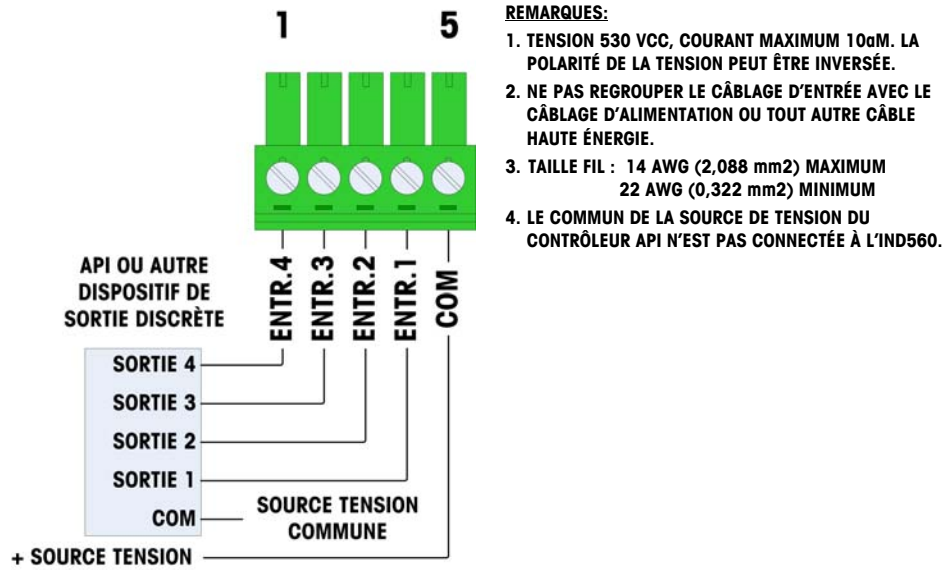 1 5
REMARQUES:
1. TENSION 530 VCC, COURANT MAXIMUM 10αM. LA
POLARITÉ DE LA TENSION PEUT ÊTRE INVERSÉE.
2. NE PAS REGROUPER LE CÂBLAGE D'ENTRÉE AVEC LE
CÂBLAGE D'ALIMENTATION OU TOUT AUTRE CÂBLE
HAUTE ÉNERGIE.
3. TAILLE FIL : 14 AWG (2,088 mm2) MAXIMUM
22 AWG (0,322 mm2) MINIMUM
4. LE COMMUN DE LA SOURCE DE TENSION DU
CONTRÔLEUR API N'EST PAS CONNECTÉE À L'IND560.
ENTR.4
ENTR.3
ENTR.2
ENTR.1
COM
API OU AUTRE
DISPOSITIF DE
SORTIE DISCRÈTE
SORTIE 4
SORTIE 3
SORTIE 2
SORTIE 1
COM
SOURCE TENSION
COMMUNE
+ SOURCE TENSION